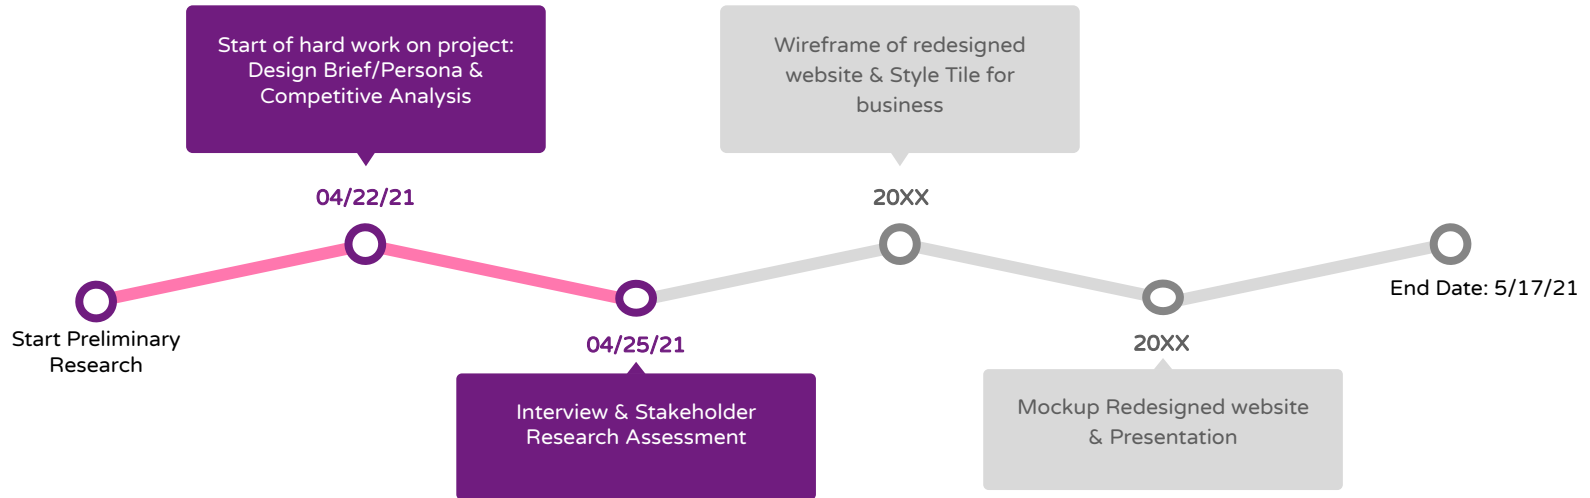 Start of hard work on project:
Design Brief/Persona &
Competitive Analysis
Wireframe of redesigned
website & Style Tile for
business
04/22/21
20XX
Start Preliminary
Research
End Date: 5/17/21
04/25/21
20XX
Interview & Stakeholder
Research Assessment
Mockup Redesigned website
& Presentation